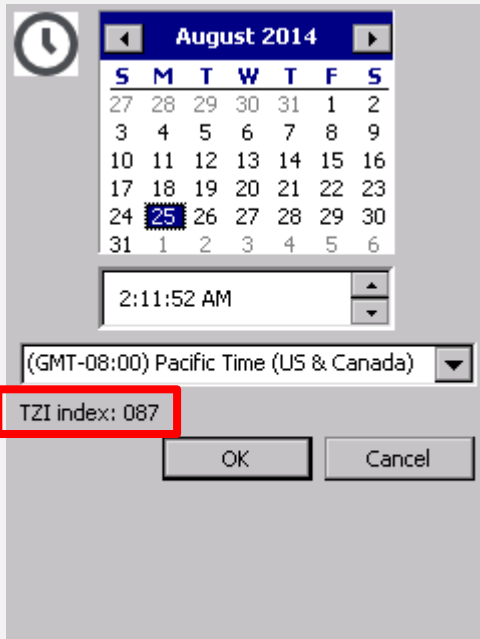 August 2014
S M T W T F S
27 28 29 30 31 1 2
3 4 5 6 7 8 9
10 11 12 13 14 15 16
17 18 19 20 21 22 23
24 25 26 27 28 29 30
31 1 2 3 4 5 6
2:11:52 AM
(GMT-08:00) Pacific Time (US & Canada)
TZI index: 087
OK Cancel